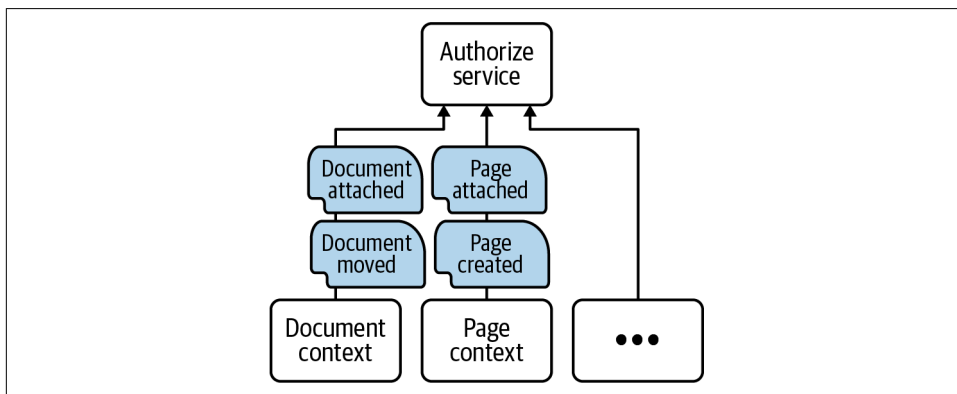 Authorize
service
Document
attached
Page
attached
Document
moved
Page
created
Document
context
Page
context
•••